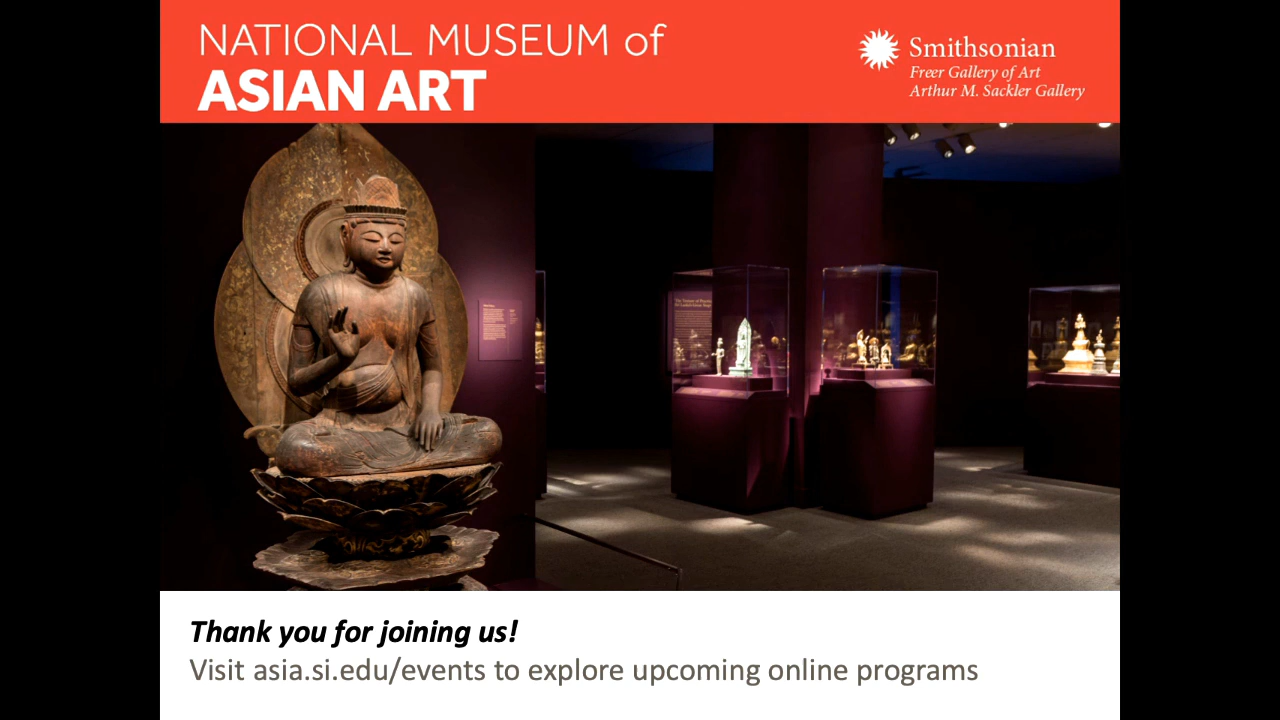 NATIONAL MUSEUM of
ASIAN ART
Smithsonian
Freer Gallery of Art
Arthur M. Sackler Gallery
Thank you for joining us!
Visit asia.si.edu/events to explore upcoming online programs